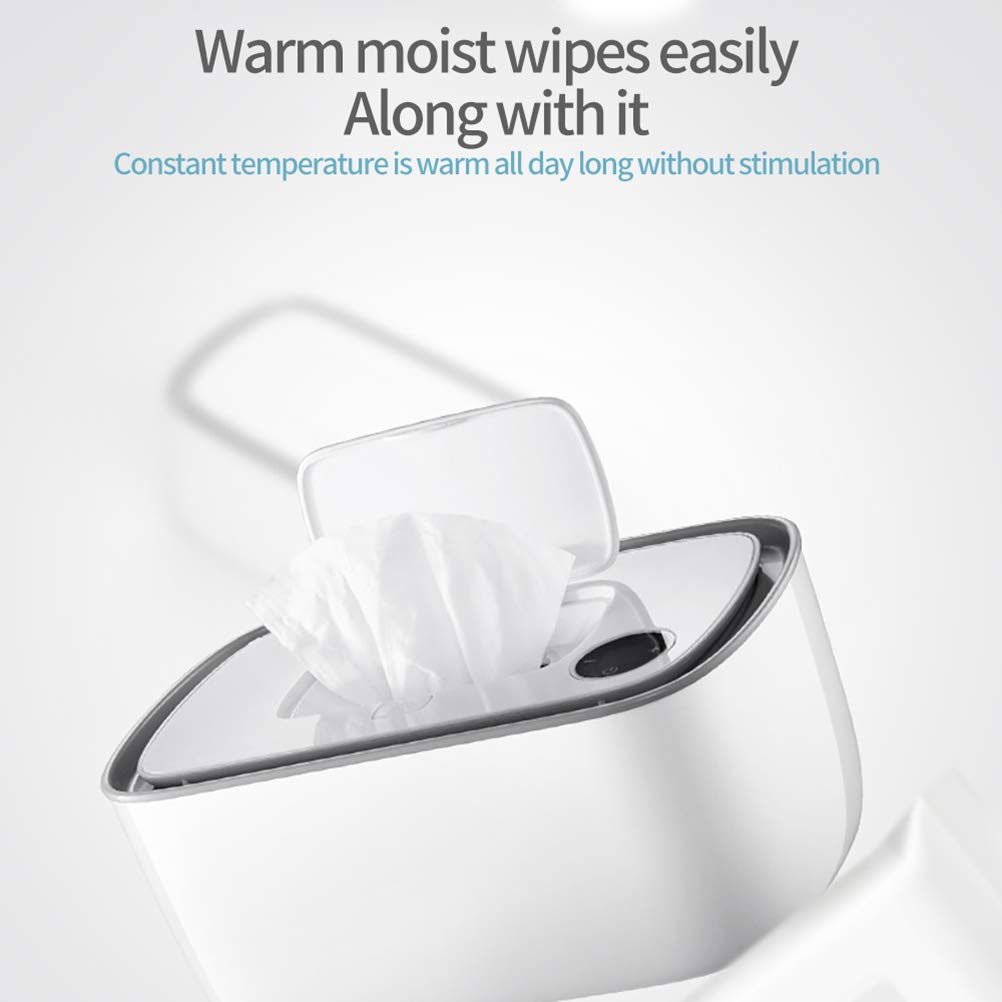 Warm moist wipes easily
Along with it
Constant temperature is warm all day long without stimulation